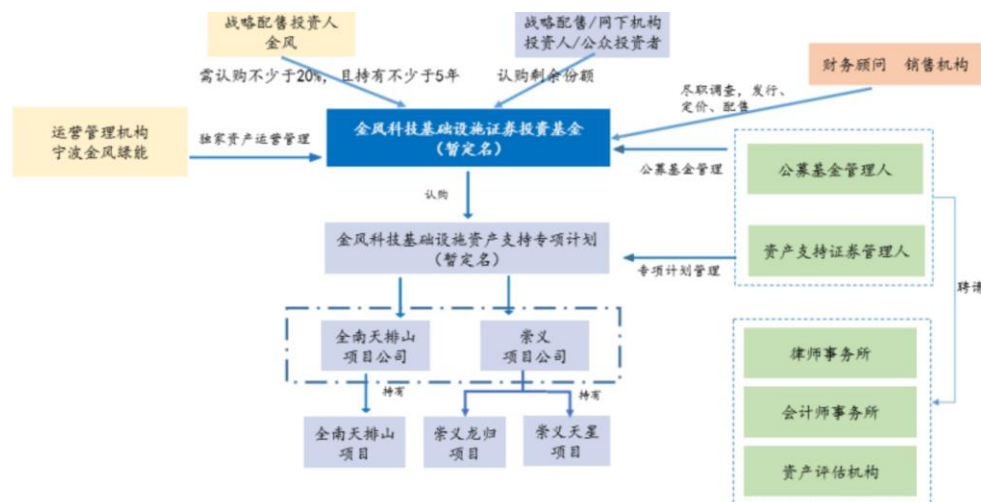 战略配售投资人
金风
战略配售/网下机构
投资人/公众投资者
财务顾问 销售机构
需认购不少于20%，且持有不少于5年
认购剩余份额
尽职调查，发行、
定价、配售
运营管理机构
宁波金风绿能
独家资产运营管理
金风科技基础设施证券投资基金
（暂定名）
公募基金管理
公募基金管理人
认购
金风科技基础设施资产支持专项计划
（暂定名）
专项计划管理
资产支持证券管理人
聘请
全南天排山
项目公司
崇义
项目公司
律师事务所
持有
持有
会计师事务所
全南天排山
项目
崇义龙归
项目
崇义天星
项目
资产评估机构